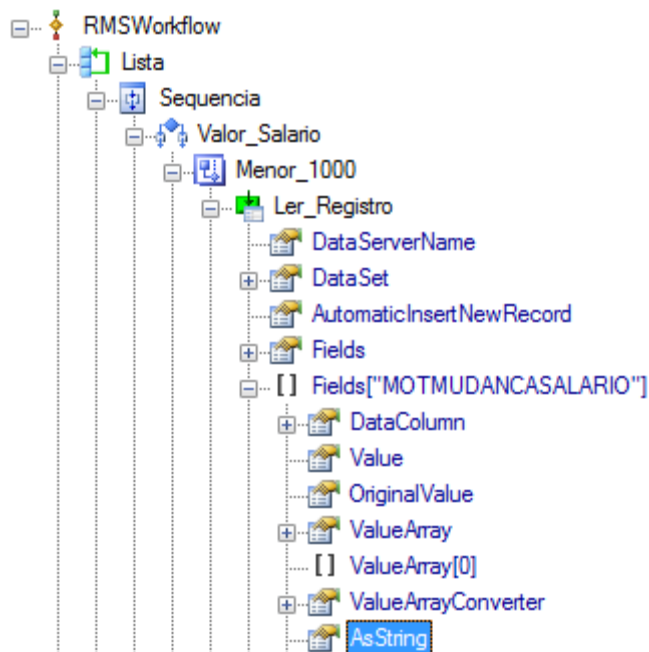 RMSWorkflow
Lista
Sequencia
Valor_Salario
Menor_1000
Ler_Registro
DataServerName
DataSet
AutomaticInsertNewRecord
Fields
[] Fields["MOTMUDANCASALARIO"]
DataColumn
Value
OriginalValue
ValueArray
[] ValueArray[0]
ValueArrayConverter
AsString